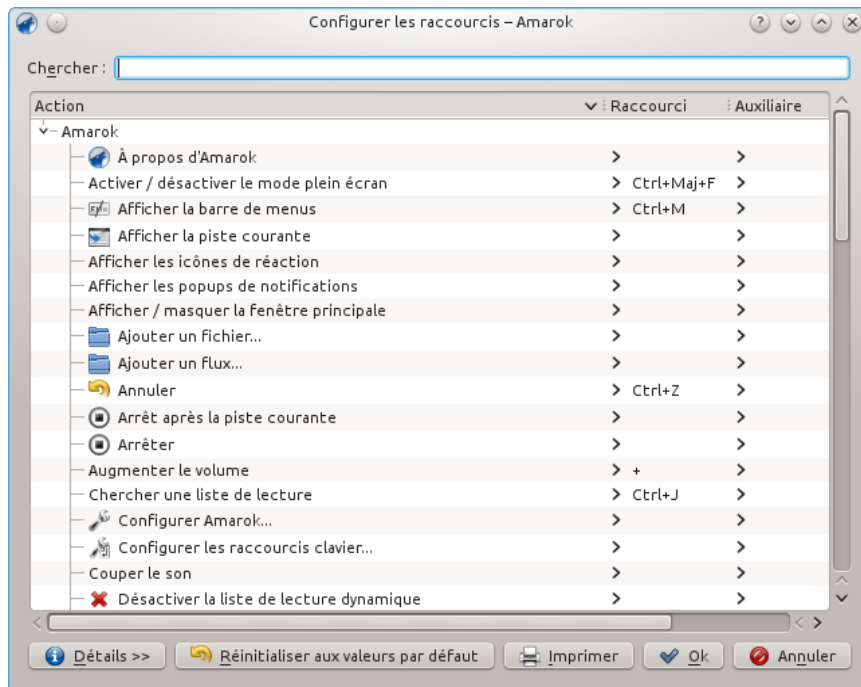 Configurer les raccourcis – Amarok
Chercher :
Action Raccourci Auxiliaire
Amarok
À propos d'Amarok
Activer / désactiver le mode plein écran Ctrl+Maj+F
Afficher la barre de menus Ctrl+M
Afficher la piste courante
Afficher les icônes de réaction
Afficher les popups de notifications
Afficher / masquer la fenêtre principale
Ajouter un fichier...
Ajouter un flux...
Annuler Ctrl+Z
Arrêt après la piste courante
Arrêter
Augmenter le volume +
Chercher une liste de lecture Ctrl+J
Configurer Amarok...
Configurer les raccourcis clavier...
Couper le son
Désactiver la liste de lecture dynamique
Détails >> Réinitialiser aux valeurs par défaut Imprimer Ok Annuler